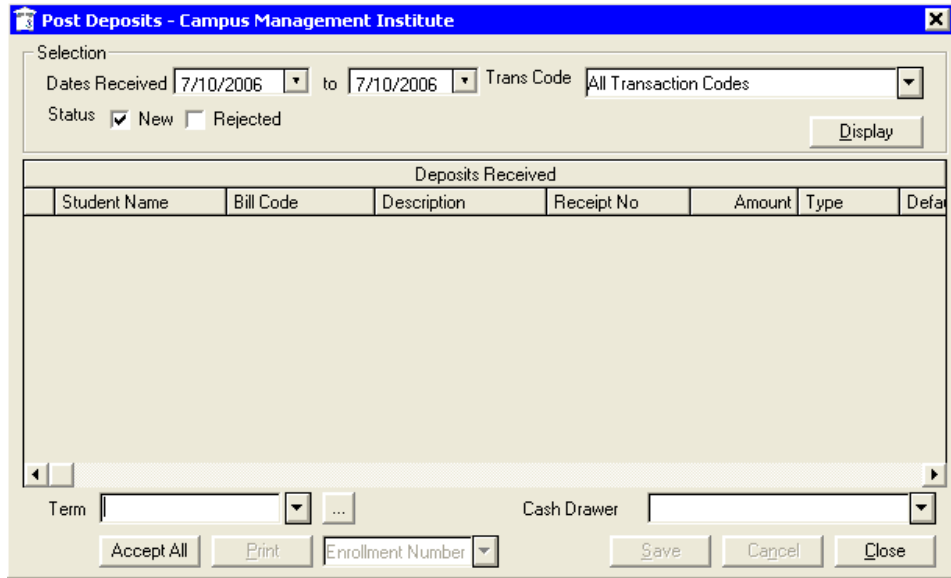 Post Deposits - Campus Management Institute
Selection
Dates Received 7/10/2006 to 7/10/2006 Trans Code All Transaction Codes
Status New Rejected
Display
Deposits Received
Student Name Bill Code Description Receipt No Amount Type Defau
Term ... Cash Drawer
Accept All Print Enrollment Number Save Cancel Close